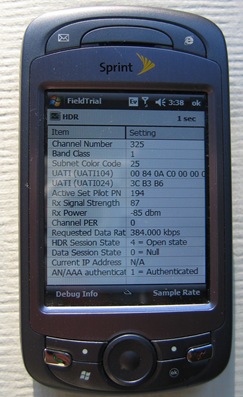 Sprint
FieldTrial Ev 3:38 ok
HDR 1 sec
Item Setting
Channel Number 325
Band Class 1
Subnet Color Code 25
UATI (UATI104) 00 84 0A C0 00 00 0
UATI (UATI024) 3C B3 B6
Active Set Pilot PN 194
Rx Signal Strength 87
Rx Power -85 dbm
Channel PER 0
Requested Data Rat 384.000 kbps
HDR Session State 4 = Open state
Data Session State 0 = Null
Current IP Address N/A
AN/AAA authenticat 1 = Authenticated
Debug Info Sample Rate
ok